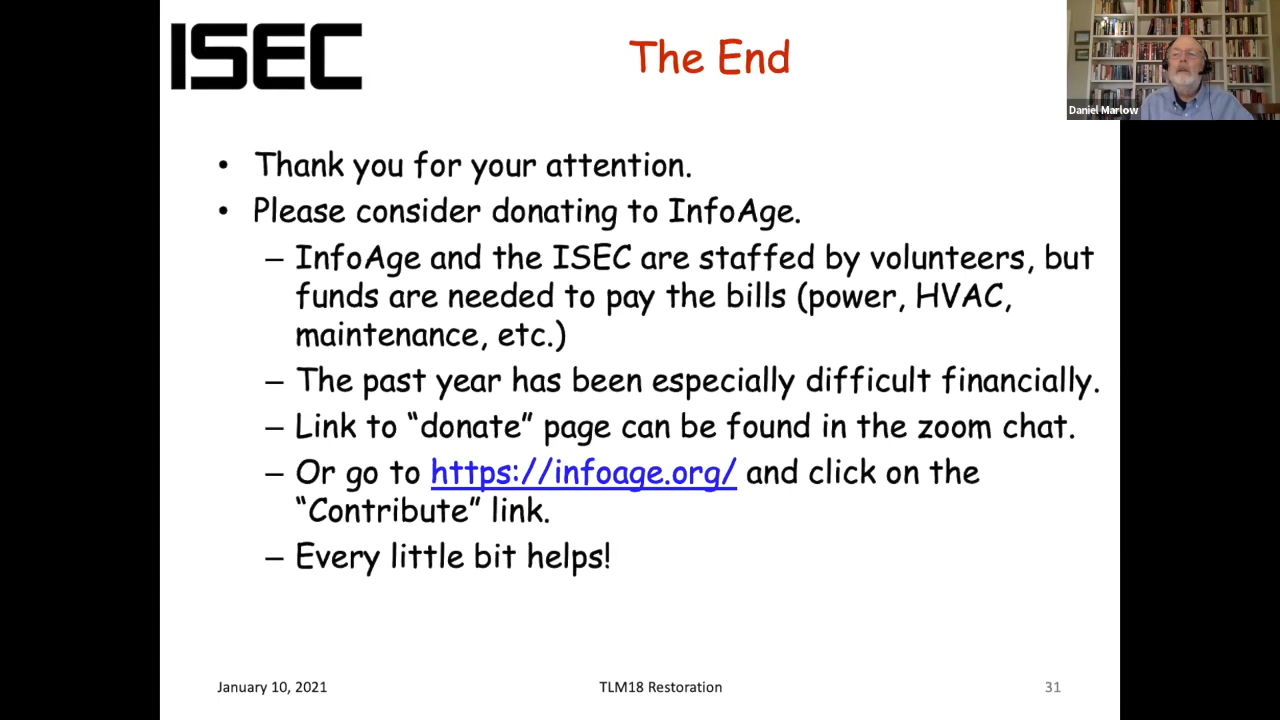 ISEC
The End
Daniel Marlow
• Thank you for your attention.
• Please consider donating to InfoAge.
– InfoAge and the ISEC are staffed by volunteers, but
funds are needed to pay the bills (power, HVAC,
maintenance, etc.)
– The past year has been especially difficult financially.
– Link to “donate” page can be found in the zoom chat.
– Or go to https://infoage.org/ and click on the
“Contribute” link.
– Every little bit helps!
January 10, 2021
TLM18 Restoration
31